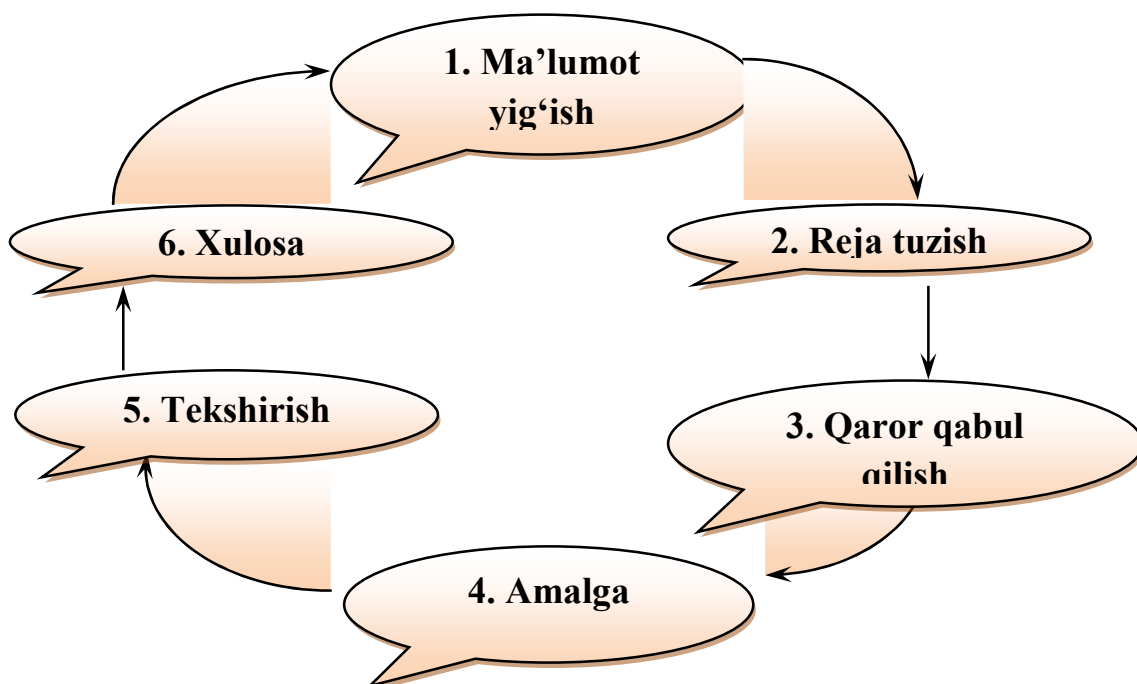 1. Ma’lumot
yig‘ish
2. Reja tuzish
3. Qaror qabul
qilish
4. Amalga
5. Tekshirish
6. Xulosa